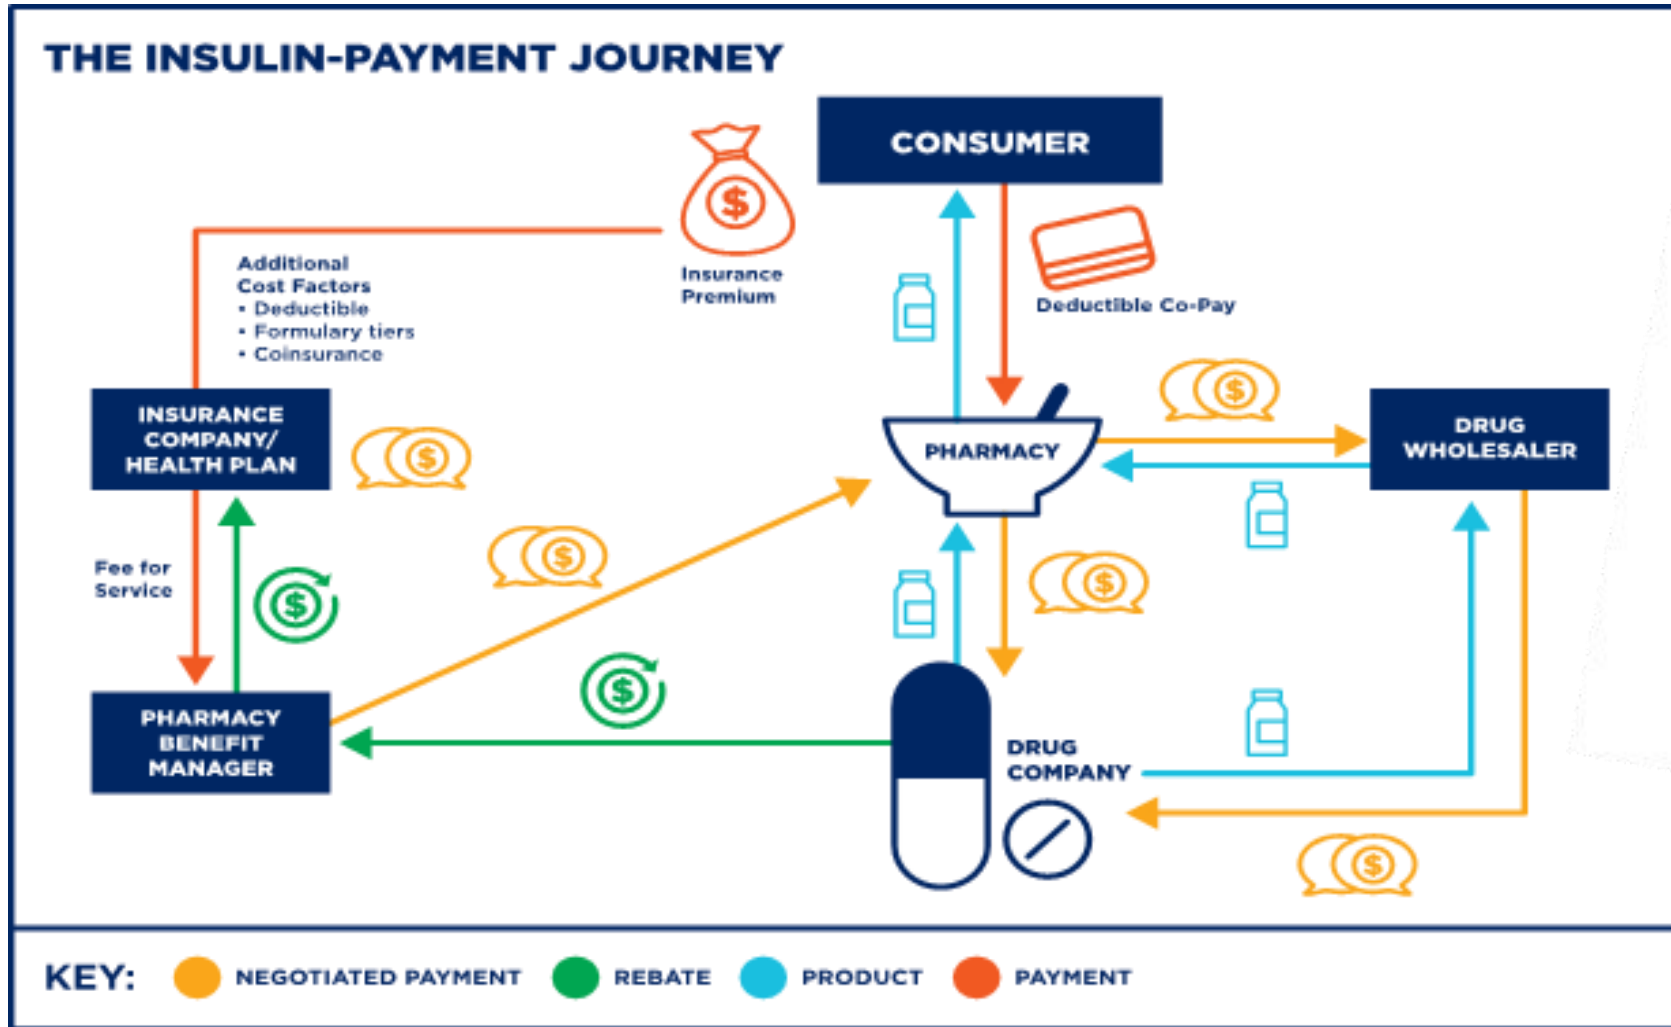 THE INSULIN-PAYMENT JOURNEY
CONSUMER
$
Insurance
Premium
Deductible Co-Pay
Additional
Cost Factors
• Deductible
• Formulary tiers
• Coinsurance
INSURANCE
COMPANY/
HEALTH PLAN
$
$
PHARMACY
$
DRUG
WHOLESALER
Fee for
Service
$
$
$
$
PHARMACY
BENEFIT
MANAGER
DRUG
COMPANY
$
KEY:
NEGOTIATED PAYMENT
REBATE
PRODUCT
PAYMENT